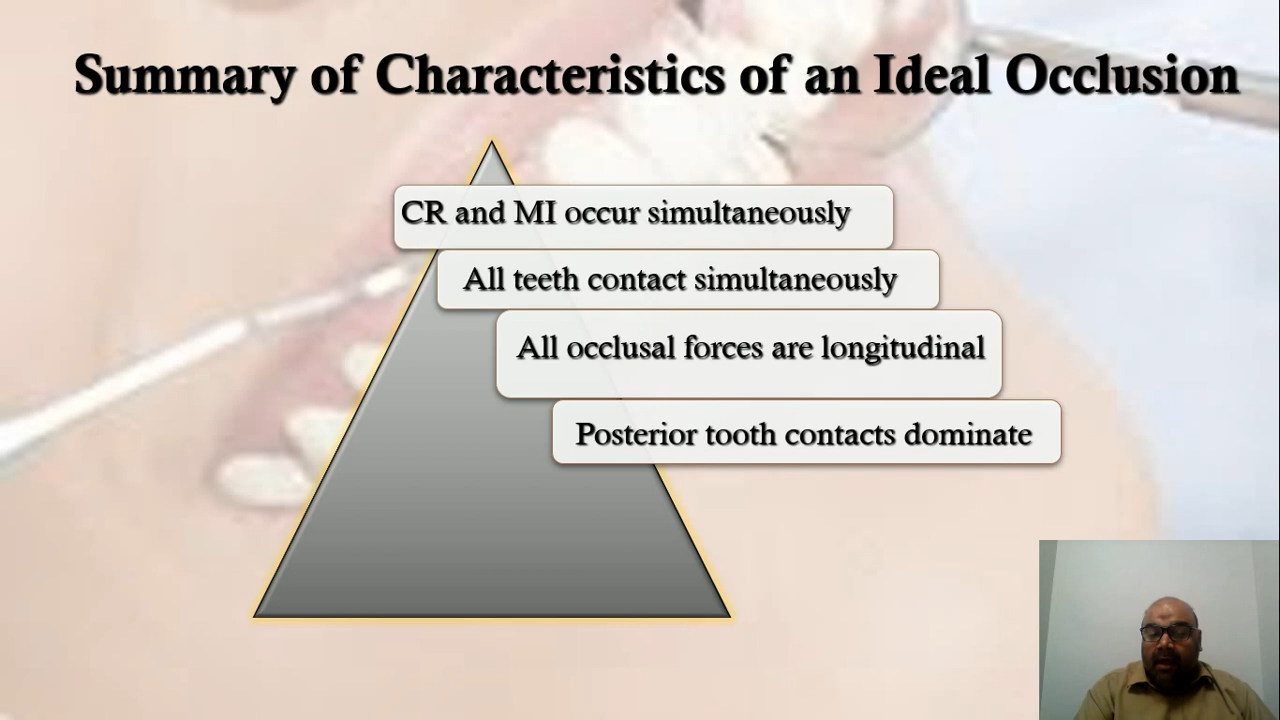 Summary of Characteristics of an Ideal Occlusion
CR and MI occur simultaneously
All teeth contact simultaneously
All occlusal forces are longitudinal
Posterior tooth contacts dominate